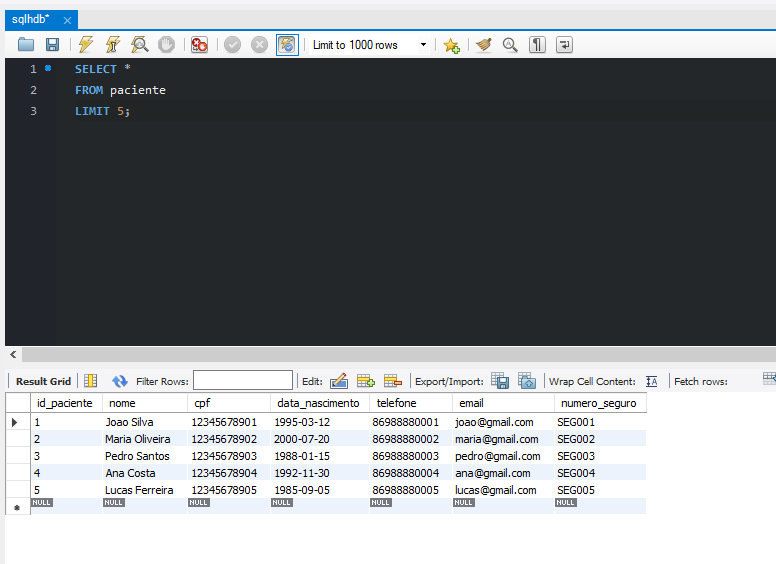 sqlhdb*
Limit to 1000 rows
1 SELECT *
2 FROM paciente
3 LIMIT 5;
Result Grid Filter Rows: Edit: Export/Import: Wrap Cell Content: Fetch rows:
id_paciente nome cpf data_nascimento telefone email numero_seguro
1 Joao Silva 12345678901 1995-03-12 86988880001 joao@gmail.com SEG001
2 Maria Oliveira 12345678902 2000-07-20 86988880002 maria@gmail.com SEG002
3 Pedro Santos 12345678903 1988-01-15 86988880003 pedro@gmail.com SEG003
4 Ana Costa 12345678904 1992-11-30 86988880004 ana@gmail.com SEG004
5 Lucas Ferreira 12345678905 1985-09-05 86988880005 lucas@gmail.com SEG005
NULL NULL NULL NULL NULL NULL NULL